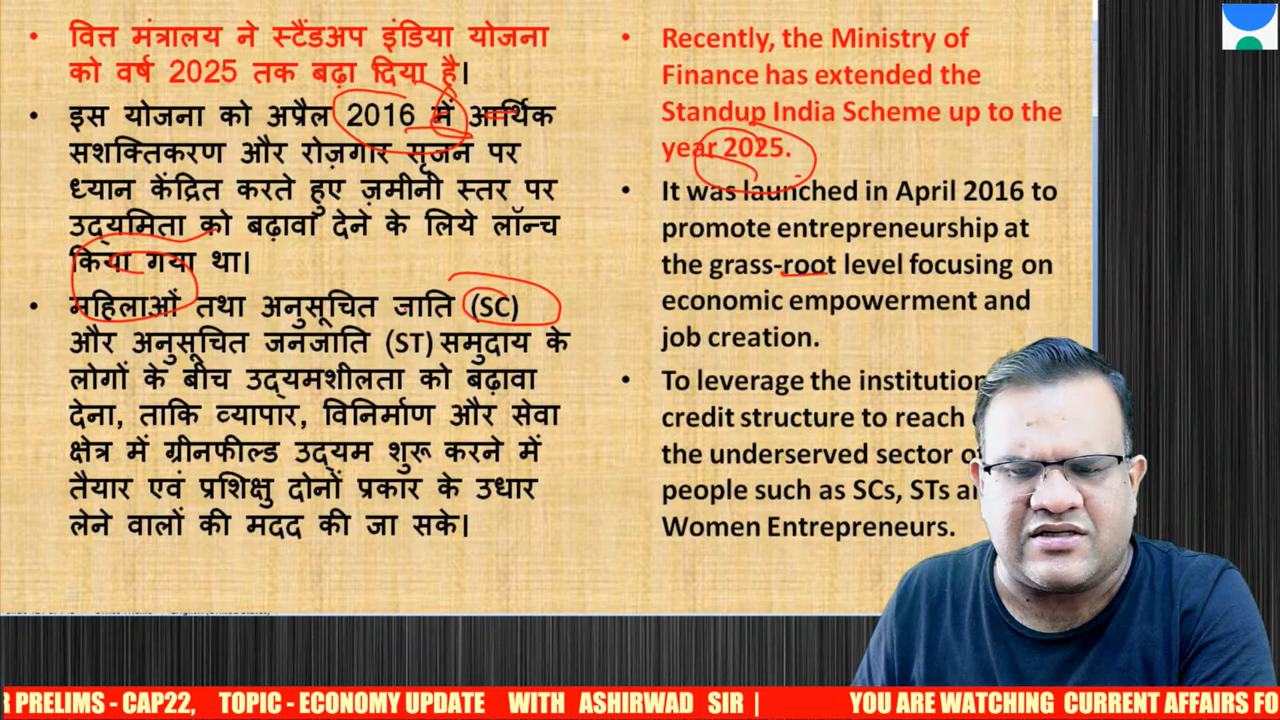 • वित्त मंत्रालय ने स्टैंडअप इंडिया योजना
को वर्ष 2025 तक बढ़ा दिया है।
• इस योजना को अप्रैल 2016 में आर्थिक
सशक्तिकरण और रोज़गार सृजन पर
ध्यान केंद्रित करते हुए ज़मीनी स्तर पर
उद्यमिता को बढ़ावा देने के लिये लॉन्च
किया गया था।
• महिलाओं तथा अनुसूचित जाति (SC)
और अनुसूचित जनजाति (ST) समुदाय के
लोगों के बीच उद्यमशीलता को बढ़ावा
देना, ताकि व्यापार, विनिर्माण और सेवा
क्षेत्र में ग्रीनफील्ड उद्यम शुरू करने में
तैयार एवं प्रशिक्षु दोनों प्रकार के उधार
लेने वालों की मदद की जा सके।
• Recently, the Ministry of
Finance has extended the
Standup India Scheme up to the
year 2025.
• It was launched in April 2016 to
promote entrepreneurship at
the grass-root level focusing on
economic empowerment and
job creation.
• To leverage the institution
credit structure to reach
the underserved sector
people such as SCs, STs
Women Entrepreneurs.
R PRELIMS - CAP22, TOPIC - ECONOMY UPDATE WITH ASHIRWAD SIR | YOU ARE WATCHING CURRENT AFFAIRS FO